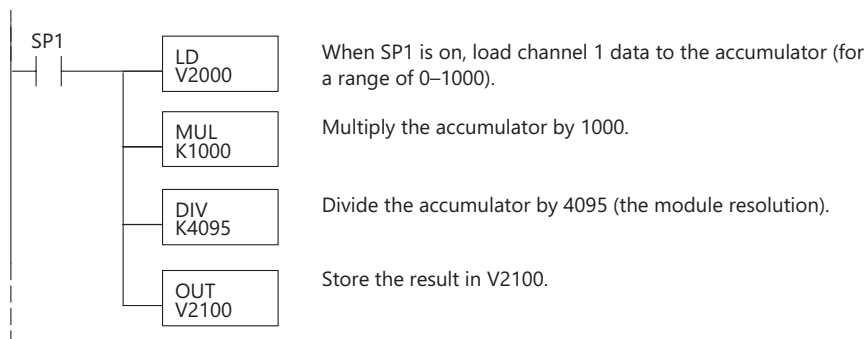 SP1
LD
V2000
When SP1 is on, load channel 1 data to the accumulator (for
a range of 0–1000).
MUL
K1000
Multiply the accumulator by 1000.
DIV
K4095
Divide the accumulator by 4095 (the module resolution).
OUT
V2100
Store the result in V2100.